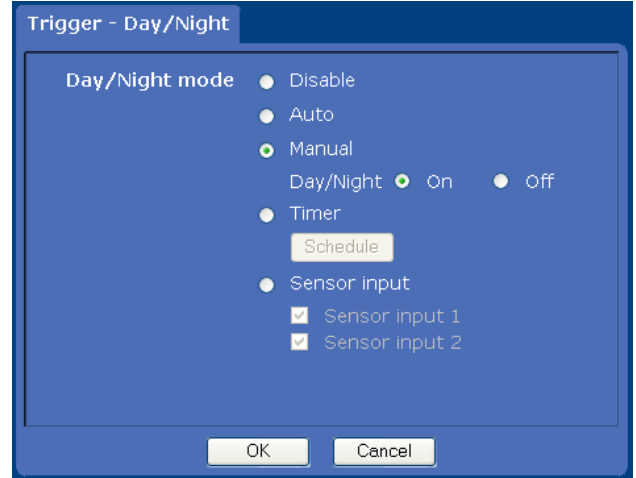 Trigger - Day/Night
Day/Night mode Disable
Auto
Manual
Day/Night On Off
Timer
Schedule
Sensor input
Sensor input 1
Sensor input 2
OK Cancel